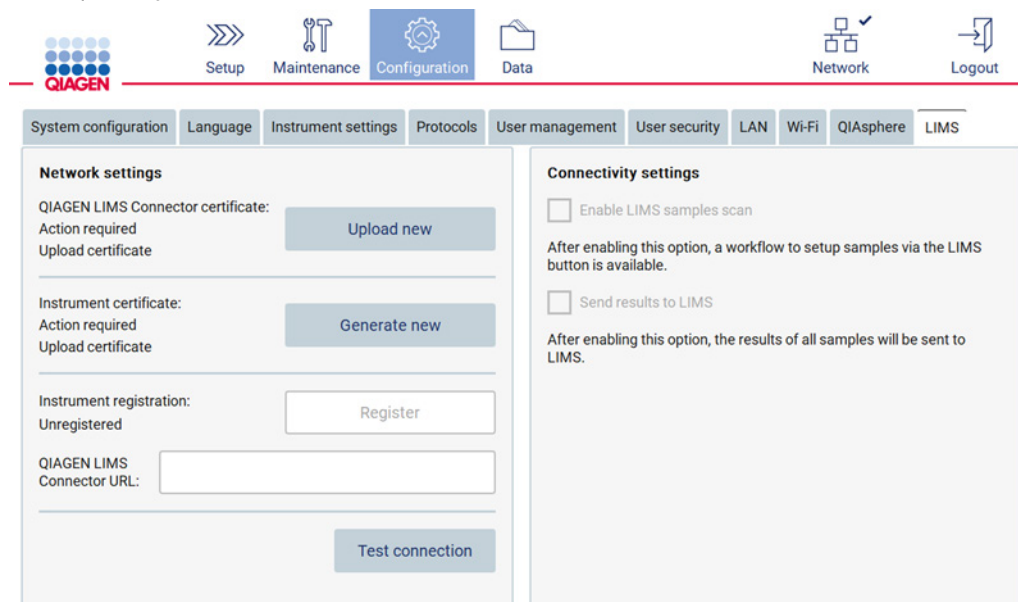 QIAGEN
Setup
Maintenance
Configuration
Data
Network
Logout
System configuration
Language
Instrument settings
Protocols
User management
User security
LAN
Wi-Fi
QIAsphere
LIMS
Network settings
QIAGEN LIMS Connector certificate:
Action required
Upload certificate
Upload new
Instrument certificate:
Action required
Upload certificate
Generate new
Instrument registration:
Unregistered
Register
QIAGEN LIMS
Connector URL:
Test connection
Connectivity settings
Enable LIMS samples scan
After enabling this option, a workflow to setup samples via the LIMS
button is available.
Send results to LIMS
After enabling this option, the results of all samples will be sent to
LIMS.